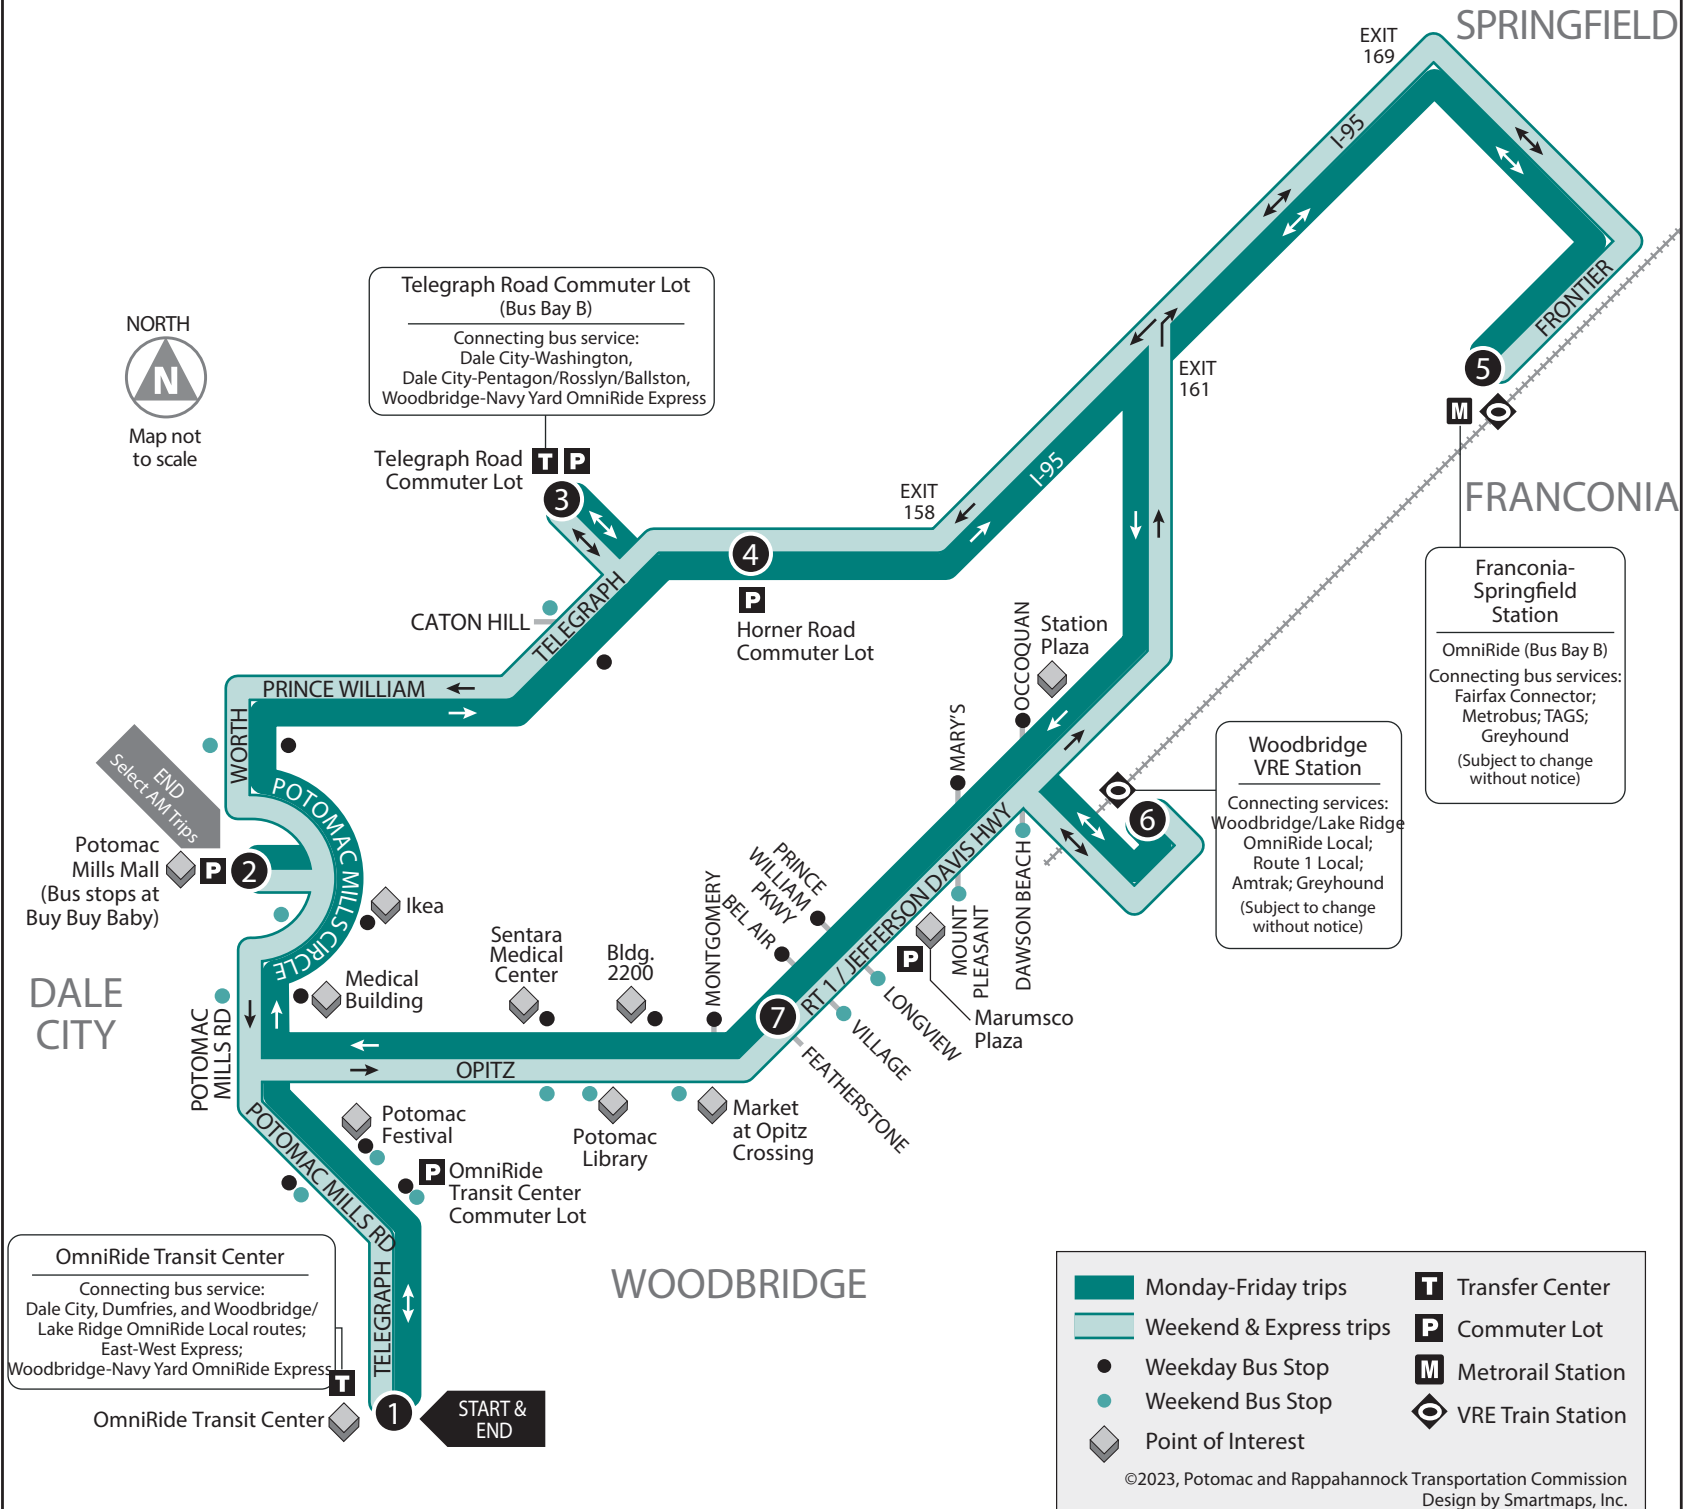 SPRINGFIELD
EXIT
169
I-95
FRONTIER
EXIT
161
5
M
FRANCONIA
Franconia-
Springfield
Station
OmniRide (Bus Bay B)
Connecting bus services:
Fairfax Connector;
Metrobus; TAGS;
Greyhound
(Subject to change
without notice)
NORTH
N
Map not
to scale
Telegraph Road Commuter Lot
(Bus Bay B)
Connecting bus service:
Dale City-Washington,
Dale City-Pentagon/Rosslyn/Ballston,
Woodbridge-Navy Yard OmniRide Express
Telegraph Road
Commuter Lot
T P
3
EXIT
158
I-95
4
P
Horner Road
Commuter Lot
CATON HILL
TELEGRAPH
PRINCE WILLIAM
WORTH
END
Select AM Trips
Potomac
Mills Mall
(Bus stops at
Buy Buy Baby)
P
2
POTOMAC MILLS CIRCLE
Ikea
Medical
Building
DALE
CITY
POTOMAC
MILLS RD
Sentara
Medical
Center
Bldg.
2200
MONTGOMERY
BEL AIR
PRINCE
WILLIAM
PKWY
MARY'S
OCCOQUAN
Station
Plaza
Woodbridge
VRE Station
Connecting services:
Woodbridge/Lake Ridge
OmniRide Local;
Route 1 Local;
Amtrak; Greyhound
(Subject to change
without notice)
6
RT 1 / JEFFERSON DAVIS HWY
7
DAWSON BEACH
MOUNT
PLEASANT
P
Marumsco
Plaza
LONGVIEW
VILLAGE
FEATHERSTONE
OPITZ
Potomac
Library
Market
at Opitz
Crossing
Potomac
Festival
POTOMAC MILLS RD
P
OmniRide
Transit Center
Commuter Lot
TELEGRAPH
OmniRide Transit Center
Connecting bus service:
Dale City, Dumfries, and Woodbridge/
Lake Ridge OmniRide Local routes;
East-West Express;
Woodbridge-Navy Yard OmniRide Express
T
OmniRide Transit Center
1
START &
END
WOODBRIDGE
Monday-Friday trips
Weekend & Express trips
Weekday Bus Stop
Weekend Bus Stop
Point of Interest
T Transfer Center
P Commuter Lot
M Metrorail Station
VRE Train Station
©2023, Potomac and Rappahannock Transportation Commission
Design by Smartmaps, Inc.